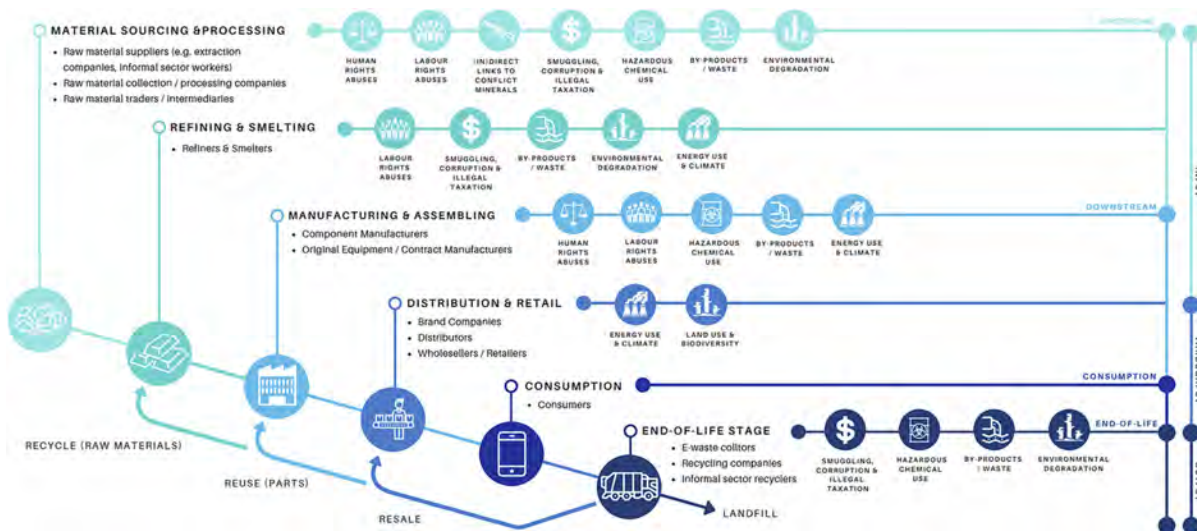 MATERIAL SOURCING &PROCESSING
• Raw material suppliers (e.g. extraction
companies, informal sector workers)
• Raw material collection / processing companies
• Raw material traders / intermediaries
HUMAN
RIGHTS
ABUSES
LABOUR
RIGHTS
ABUSES
(IN)DIRECT
LINKS TO
CONFLICT
MINERALS
SMUGGLING,
CORRUPTION &
ILLEGAL
TAXATION
HAZARDOUS
CHEMICAL
USE
BY-PRODUCTS
/ WASTE
ENVIRONMENTAL
DEGRADATION
UPSTREAM
REFINING & SMELTING
• Refiners & Smelters
LABOUR
RIGHTS
ABUSES
SMUGGLING,
CORRUPTION &
ILLEGAL
TAXATION
BY-PRODUCTS
/ WASTE
ENVIRONMENTAL
DEGRADATION
ENERGY USE
& CLIMATE
MANUFACTURING & ASSEMBLING
• Component Manufacturers
• Original Equipment / Contract Manufacturers
HUMAN
RIGHTS
ABUSES
LABOUR
RIGHTS
ABUSES
HAZARDOUS
CHEMICAL
USE
BY-PRODUCTS
/ WASTE
ENERGY USE
& CLIMATE
DOWNSTREAM
DISTRIBUTION & RETAIL
• Brand Companies
• Distributors
• Wholesellers / Retailers
ENERGY USE
& CLIMATE
LAND USE &
BIODIVERSITY
CONSUMPTION
• Consumers
CONSUMPTION
END-OF-LIFE STAGE
• E-waste colltors
• Recycling companies
• Informal sector recyclers
SMUGGLING,
CORRUPTION &
ILLEGAL
TAXATION
HAZARDOUS
CHEMICAL
USE
BY-PRODUCTS
/ WASTE
ENVIRONMENTAL
DEGRADATION
END-OF-LIFE
RECYCLE (RAW MATERIALS)
REUSE (PARTS)
RESALE
LANDFILL